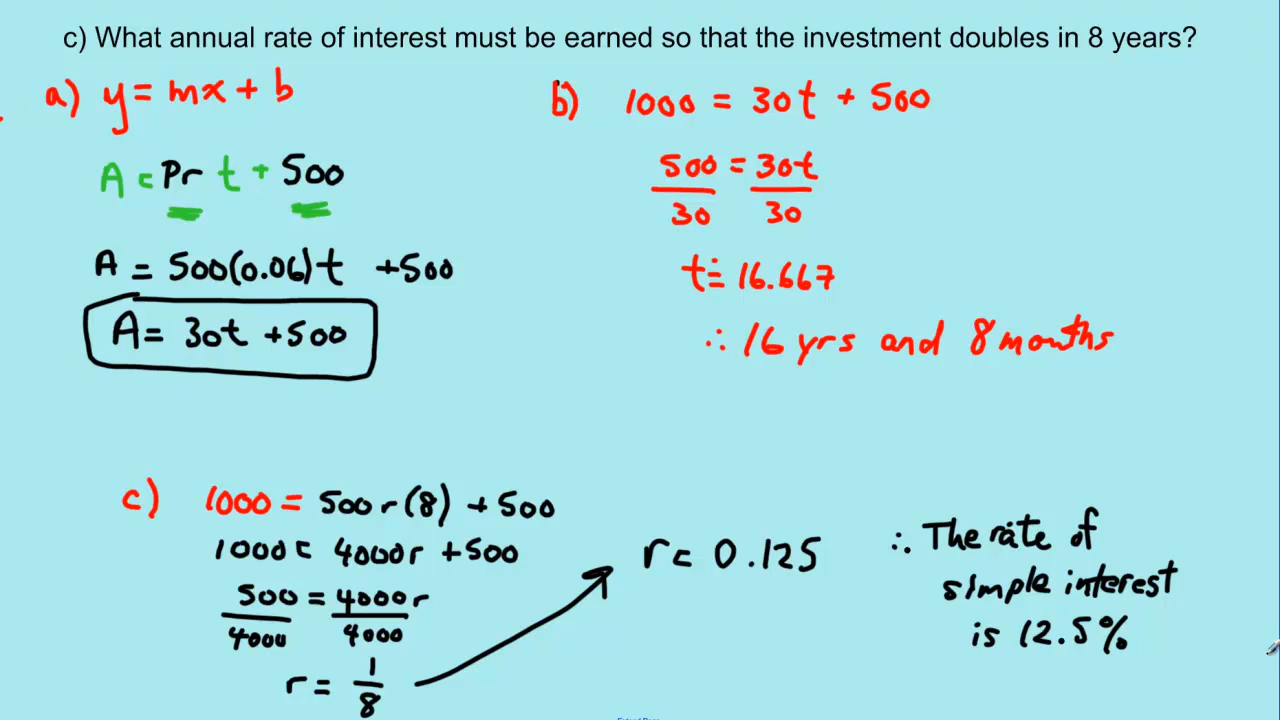 c) What annual rate of interest must be earned so that the investment doubles in 8 years?
a) y = mx + b
A = Pr t + 500
A = 500(0.06)t +500
A = 30t +500
b) 1000 = 30t + 500
500 = 30t
30 30
t ≐ 16.667
∴ 16 yrs and 8 months
c) 1000 = 500r(8) + 500
1000 = 4000r +500
500 = 4000r
4000 4000
r = 1/8
r = 0.125
∴ The rate of
simple interest
is 12.5%